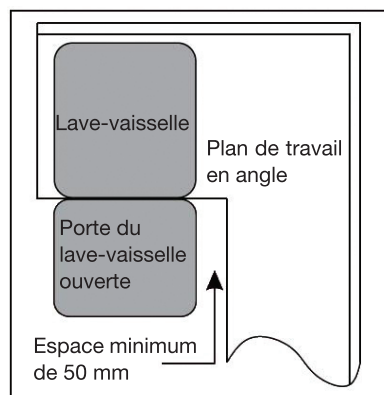 Lave-vaisselle
Plan de travail
en angle
Porte du
lave-vaisselle
ouverte
Espace minimum
de 50 mm